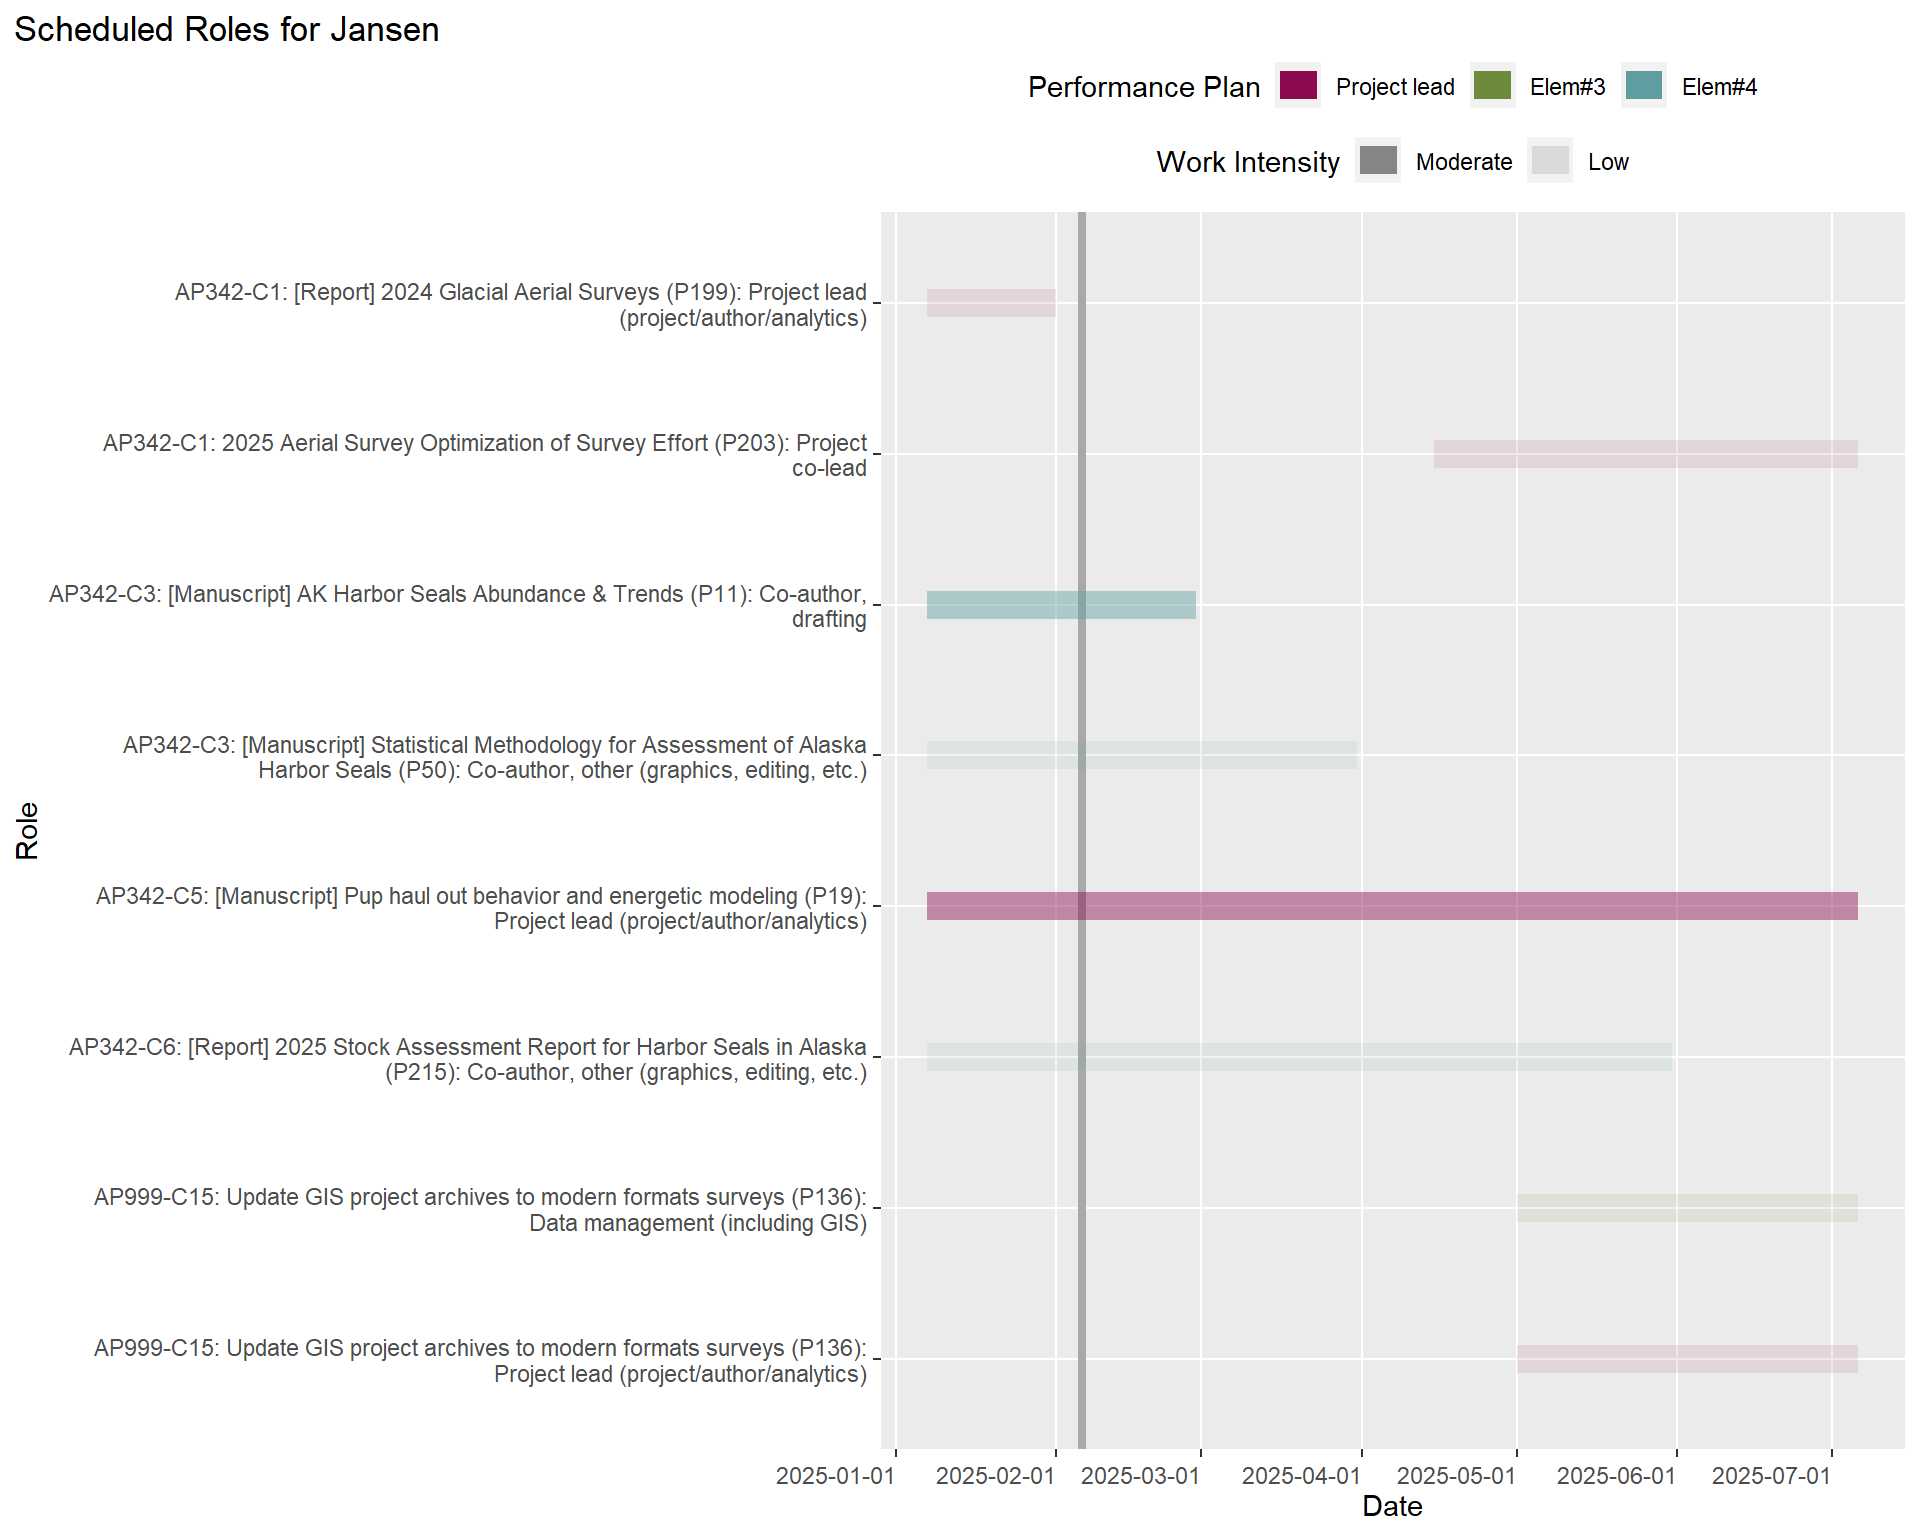 Scheduled Roles for Jansen
Performance Plan Project lead Elem#3 Elem#4
Work Intensity Moderate Low
AP342-C1: [Report] 2024 Glacial Aerial Surveys (P199): Project lead
(project/author/analytics)
AP342-C1: 2025 Aerial Survey Optimization of Survey Effort (P203): Project
co-lead
AP342-C3: [Manuscript] AK Harbor Seals Abundance & Trends (P11): Co-author,
drafting
AP342-C3: [Manuscript] Statistical Methodology for Assessment of Alaska
Harbor Seals (P50): Co-author, other (graphics, editing, etc.)
Role
AP342-C5: [Manuscript] Pup haul out behavior and energetic modeling (P19):
Project lead (project/author/analytics)
AP342-C6: [Report] 2025 Stock Assessment Report for Harbor Seals in Alaska
(P215): Co-author, other (graphics, editing, etc.)
AP999-C15: Update GIS project archives to modern formats surveys (P136):
Data management (including GIS)
AP999-C15: Update GIS project archives to modern formats surveys (P136):
Project lead (project/author/analytics)
2025-01-01 2025-02-01 2025-03-01 2025-04-01 2025-05-01 2025-06-01 2025-07-01
Date